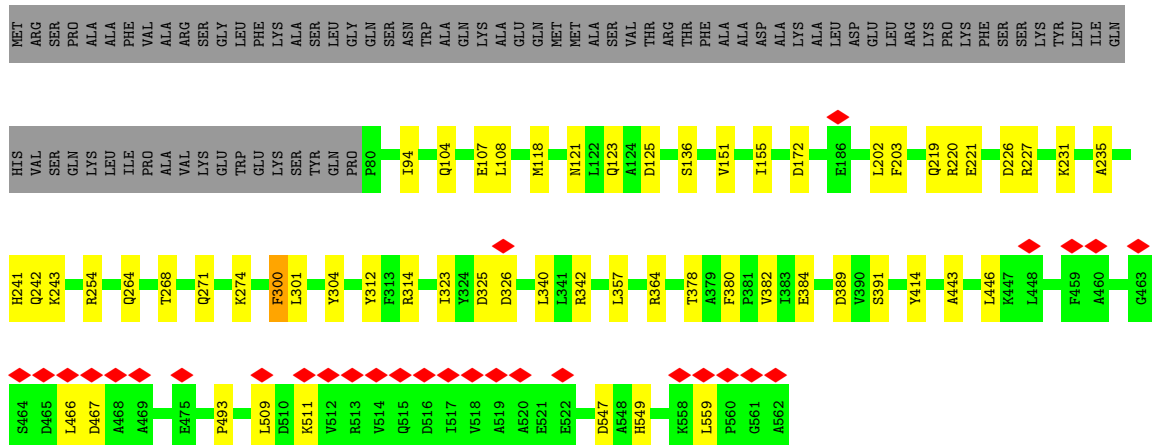 MET ARG SER PRO ALA ALA PHE VAL ALA ARG SER GLY LEU PHE LYS ALA SER LEU GLY GLN SER ASN TRP ALA GLN LYS ALA GLU GLN MET MET ALA SER VAL THR ARG THR PHE ALA ALA ASP ALA LYS ALA LEU ASP GLU LEU ARG LYS PRO LYS PHE SER SER LYS TYR LEU ILE GLN
HIS VAL SER GLN LYS LEU ILE PRO ALA VAL LYS GLU TRP GLU LYS SER TYR GLN PRO P80 I94 Q104 E107 L108 M118 N121 L122 Q123 A124 D125 S136 V151 I155 D172 E186 L202 F203 Q219 R220 E221 D226 R227 K231 A235
H241 Q242 K243 R254 Q264 T268 Q271 K274 F300 L301 Y304 Y312 F313 R314 I323 Y324 D325 D326 L340 L341 R342 L357 R364 T378 A379 F380 P381 V382 I383 E384 D389 V390 S391 Y414 A443 L446 K447 L448 F459 A460 G463
S464 D465 L466 D467 A468 A469 E475 P493 L509 D510 K511 V512 R513 V514 Q515 D516 I517 V518 A519 A520 E521 E522 D547 A548 H549 K558 L559 P560 G561 A562